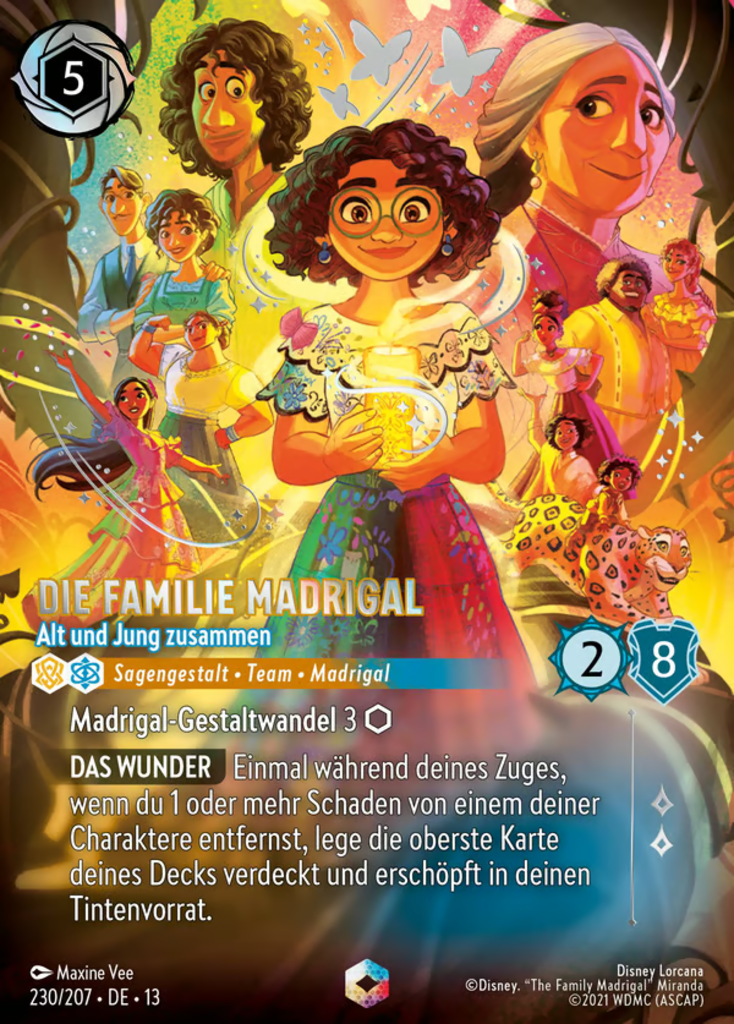 5
DIE FAMILIE MADRIGAL
Alt und Jung zusammen
Sagengestalt • Team • Madrigal
2 8
Madrigal-Gestaltwandel 3
DAS WUNDER Einmal während deines Zuges,
wenn du 1 oder mehr Schaden von einem deiner
Charaktere entfernst, lege die oberste Karte
deines Decks verdeckt und erschöpft in deinen
Tintenvorrat.
Maxine Vee
230/207 • DE • 13
Disney Lorcana
©Disney. "The Family Madrigal" Miranda
©2021 WDMC (ASCAP)